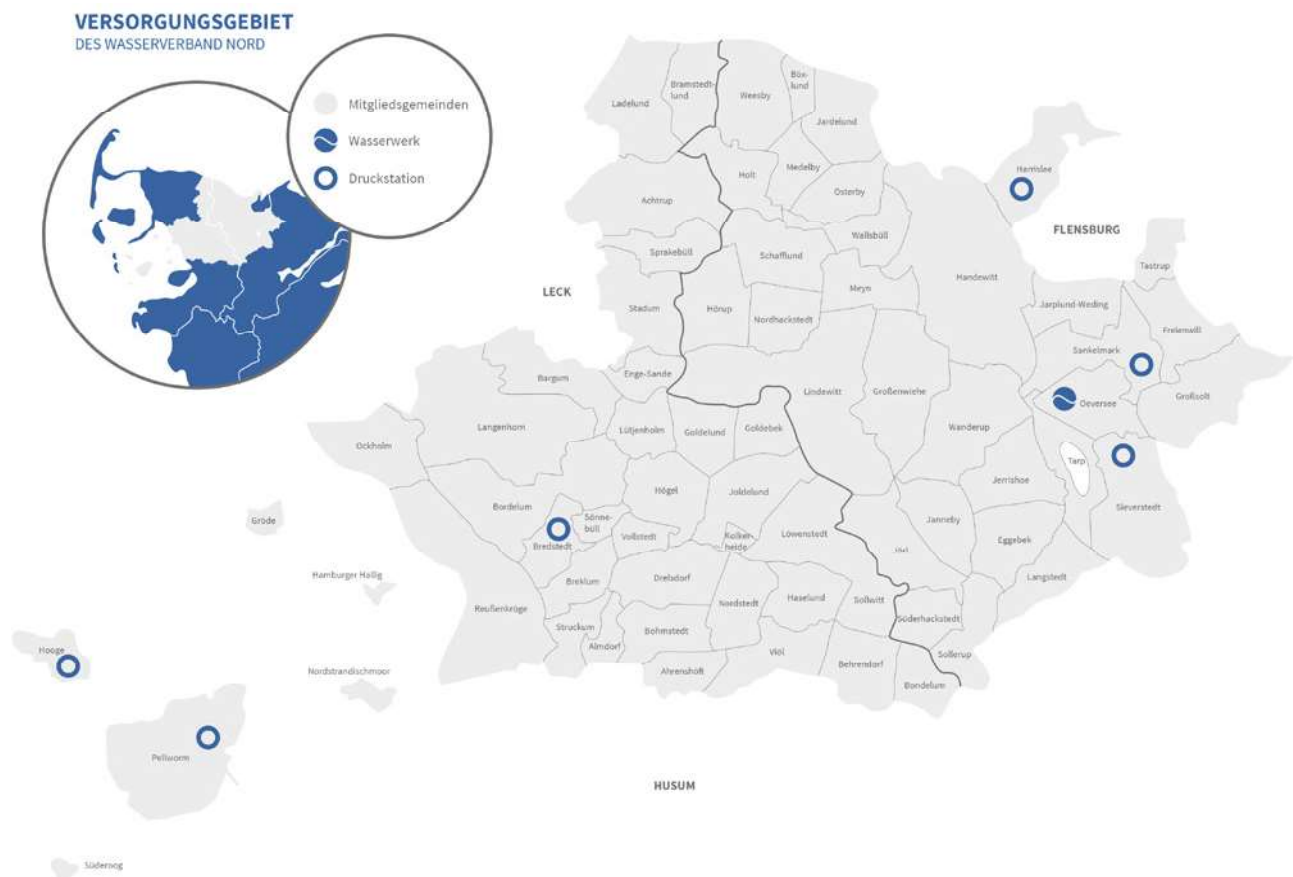 VERSORGUNGSGEBIET
DES WASSERVERBAND NORD
Mitgliedsgemeinden
Wasserwerk
Druckstation
Ladelund
Bramstedt-
lund
Weesby
Böx-
lund
Jardelund
Holt
Medelby
Osterby
Harrislee
Achtrup
Wallsbüll
FLENSBURG
Sprakebüll
Schafflund
Handewitt
Tastrup
LECK
Stadum
Hörup
Nordhackstedt
Meyn
Jarplund-Weding
Freienwill
Sankelmark
Bargum
Enge-Sande
Lindewitt
Großenwiehe
Oeversee
Großsolt
Langenhorn
Lütjenholm
Goldelund
Goldebek
Wanderup
Ockholm
Tarp
Jerrishoe
Högel
Joldelund
Bordelum
Sieverstedt
Gröde
Sönne-
büll
Janneby
Bredstedt
Vollstedt
Kolker-
heide
Löwenstedt
Eggebek
Hamburger Hallig
Breklum
Drelsdorf
Langstedt
Reußenköge
Nordstedt
Haselund
Sollwitt
Süderhackstedt
Struckum
Almdorf
Bohmstedt
Hooge
Viöl
Sollerup
Nordstrandischmoor
Ahrenshöft
Behrendorf
Bondelum
Pellworm
HUSUM
Süderoog